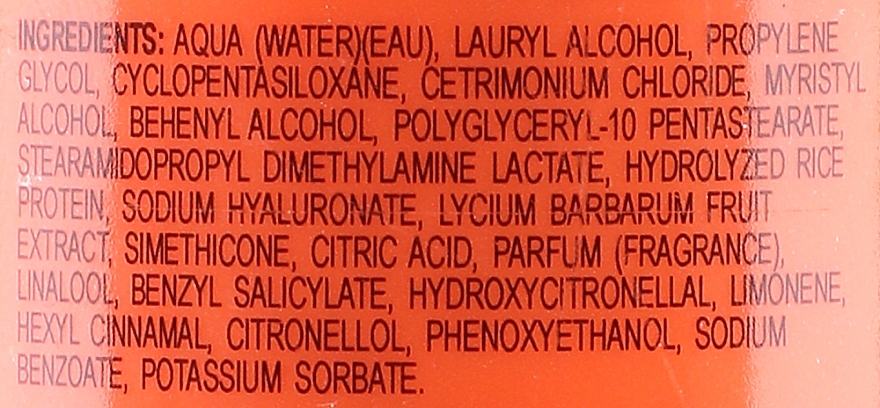 INGREDIENTS: AQUA (WATER)(EAU), LAURYL ALCOHOL, PROPYLENE
GLYCOL, CYCLOPENTASILOXANE, CETRIMONIUM CHLORIDE, MYRISTYL
ALCOHOL, BEHENYL ALCOHOL, POLYGLYCERYL-10 PENTASTEARATE,
STEARAMIDOPROPYL DIMETHYLAMINE LACTATE, HYDROLYZED RICE
PROTEIN, SODIUM HYALURONATE, LYCIUM BARBARUM FRUIT
EXTRACT, SIMETHICONE, CITRIC ACID, PARFUM (FRAGRANCE),
LINALOOL, BENZYL SALICYLATE, HYDROXYCITRONELLAL, LIMONENE,
HEXYL CINNAMAL, CITRONELLOL, PHENOXYETHANOL, SODIUM
BENZOATE, POTASSIUM SORBATE.